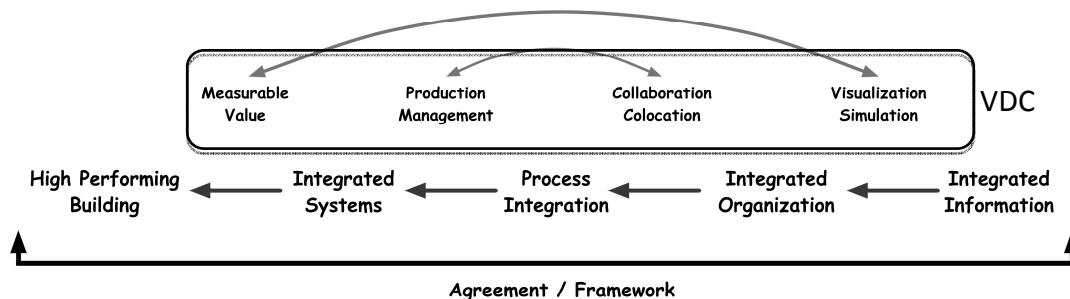 Measurable Value
Production Management
Collaboration Colocation
Visualization Simulation
VDC
High Performing Building
Integrated Systems
Process Integration
Integrated Organization
Integrated Information
Agreement / Framework